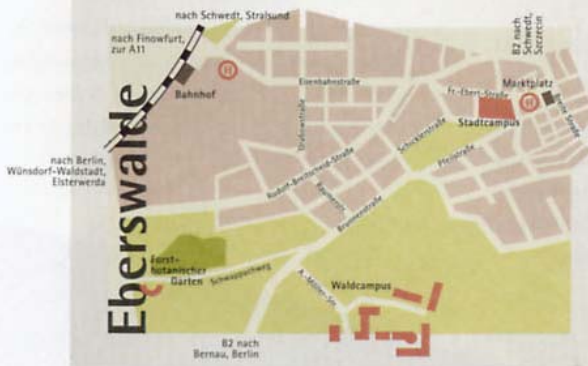 nach Schwedt, Stralsund
nach Finowfurt,
zur A11
B2 nach
Schwedt,
Szczecin
H
Bahnhof
Eisenbahnstraße
Marktplatz
Fr.-Ebert-Straße
H
Stadtcampus
Schicklerstraße
Pfeilstraße
nach Berlin,
Wünsdorf-Waldstadt,
Elsterwerda
Eberswalde
Rudolf-Breitscheid-Straße
Brunnenstraße
Forst-
botanischer
Garten
Schwappachweg
A.-Möller-Str.
Waldcampus
B2 nach
Bernau, Berlin